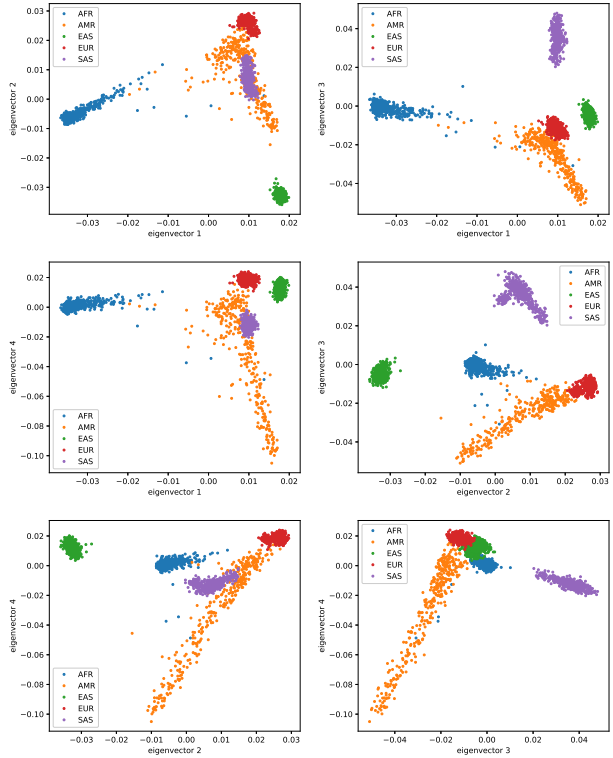 0.03
0.02
0.01
0.00
−0.01
−0.02
−0.03
eigenvector 2
AFR
AMR
EAS
EUR
SAS
−0.03 −0.02 −0.01 0.00 0.01 0.02
eigenvector 1
0.04
0.02
0.00
−0.02
−0.04
eigenvector 3
AFR
AMR
EAS
EUR
SAS
−0.03 −0.02 −0.01 0.00 0.01 0.02
eigenvector 1
0.02
0.00
−0.02
−0.04
−0.06
−0.08
−0.10
eigenvector 4
AFR
AMR
EAS
EUR
SAS
−0.03 −0.02 −0.01 0.00 0.01 0.02
eigenvector 1
0.04
0.02
0.00
−0.02
−0.04
eigenvector 3
AFR
AMR
EAS
EUR
SAS
−0.03 −0.02 −0.01 0.00 0.01 0.02 0.03
eigenvector 2
0.02
0.00
−0.02
−0.04
−0.06
−0.08
−0.10
eigenvector 4
AFR
AMR
EAS
EUR
SAS
−0.03 −0.02 −0.01 0.00 0.01 0.02 0.03
eigenvector 2
0.02
0.00
−0.02
−0.04
−0.06
−0.08
−0.10
eigenvector 4
AFR
AMR
EAS
EUR
SAS
−0.04 −0.02 0.00 0.02 0.04
eigenvector 3